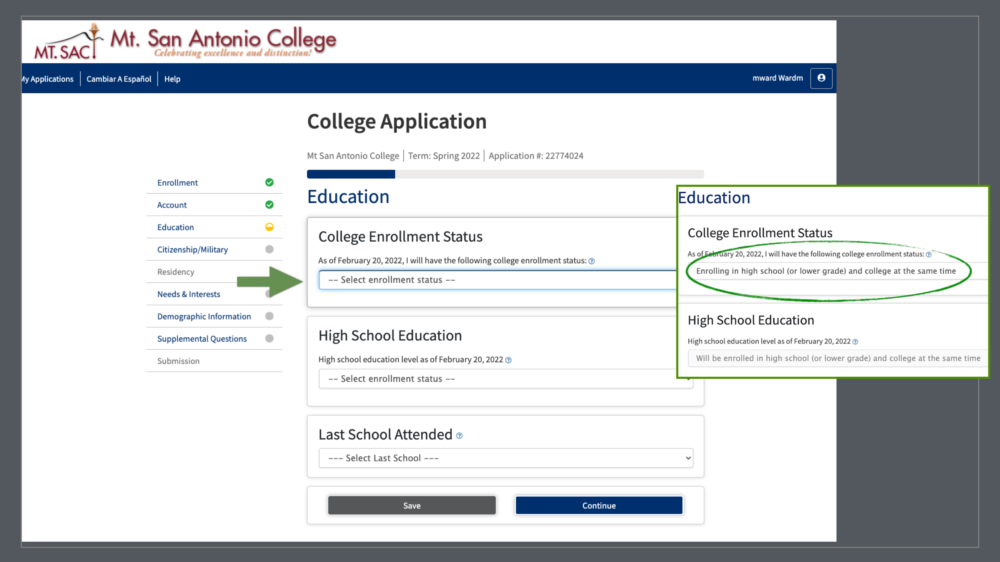 MT. SAC
Mt. San Antonio College
Celebrating excellence and distinction!
My Applications
Cambiar A Español
Help
mward Wardm
College Application
Mt San Antonio College
Term: Spring 2022
Application #: 22774024
Enrollment
Account
Education
Citizenship/Military
Residency
Needs & Interests
Demographic Information
Supplemental Questions
Submission
Education
College Enrollment Status
As of February 20, 2022, I will have the following college enrollment status:
-- Select enrollment status --
High School Education
High school education level as of February 20, 2022
-- Select enrollment status --
Last School Attended
--- Select Last School ---
Save
Continue
Education
College Enrollment Status
As of February 20, 2022, I will have the following college enrollment status:
Enrolling in high school (or lower grade) and college at the same time
High School Education
High school education level as of February 20, 2022
Will be enrolled in high school (or lower grade) and college at the same time